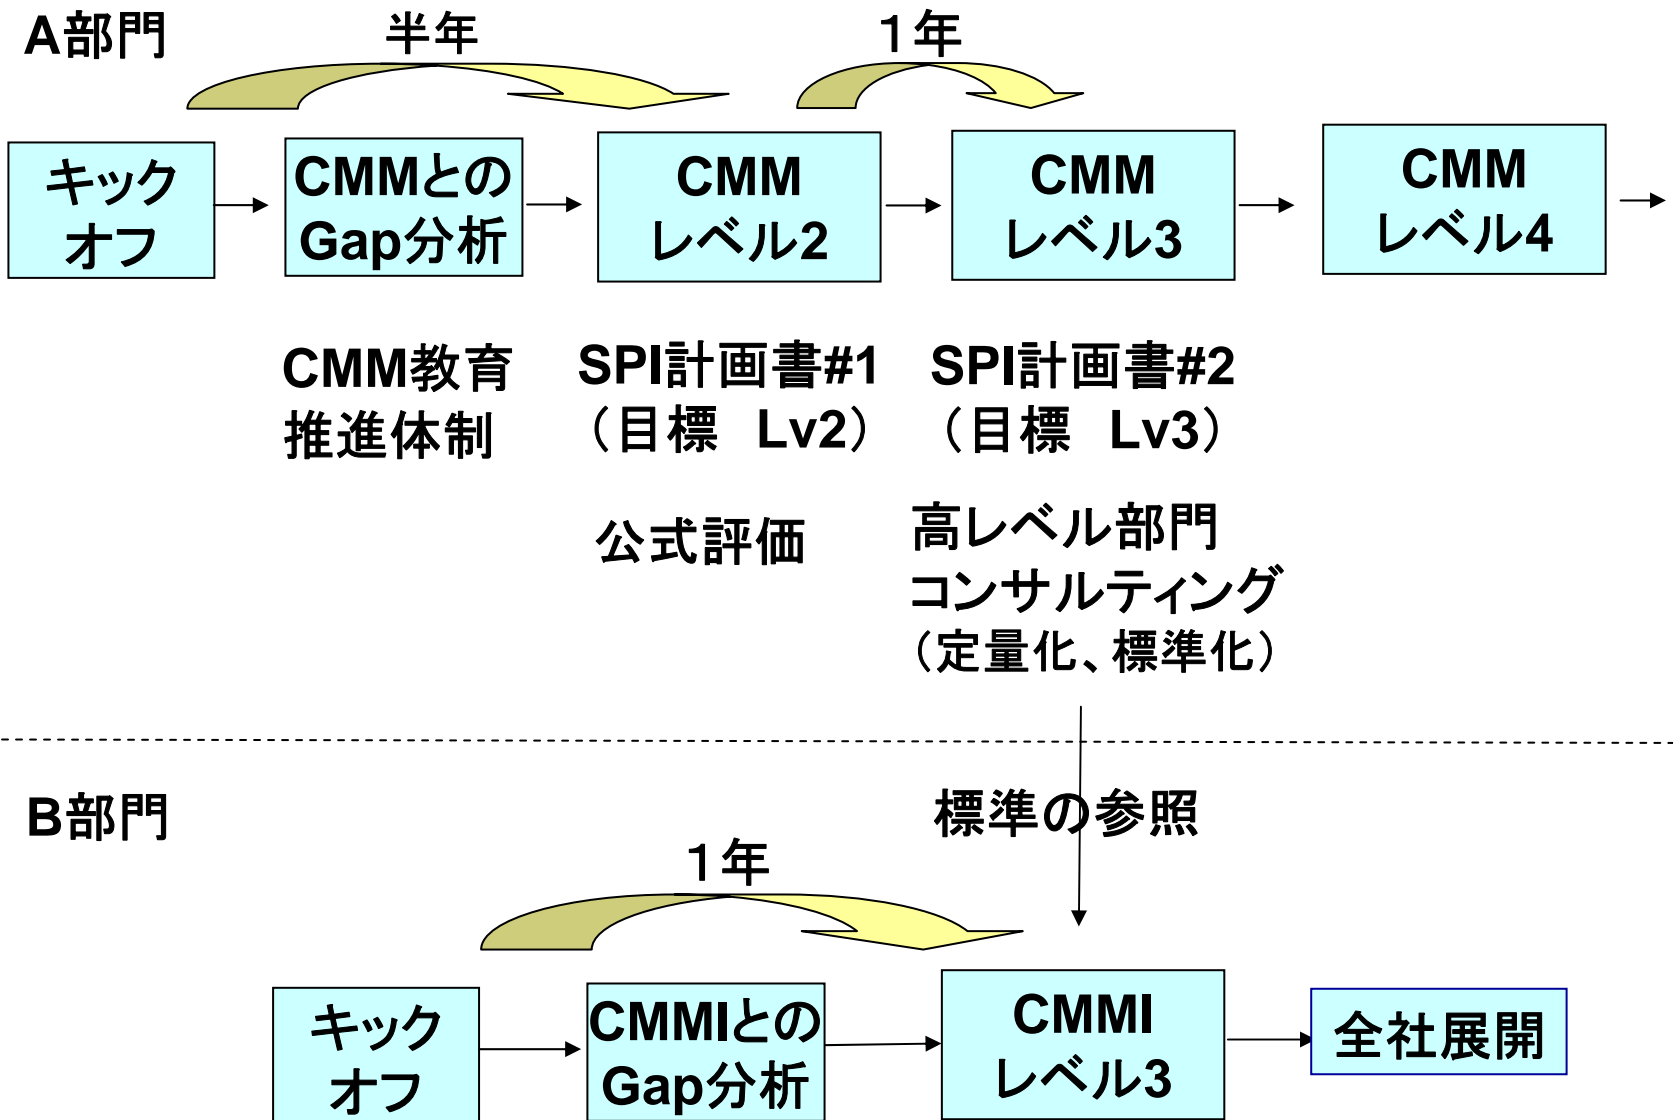 A部門
半年
1年
キック
オフ
CMMとの
Gap分析
CMM
レベル2
CMM
レベル3
CMM
レベル4
CMM教育
推進体制
SPI計画書#1
（目標　Lv2）
SPI計画書#2
（目標　Lv3）
公式評価
高レベル部門
コンサルティング
（定量化、標準化）
B部門
標準の参照
1年
キック
オフ
CMMIとの
Gap分析
CMMI
レベル3
全社展開